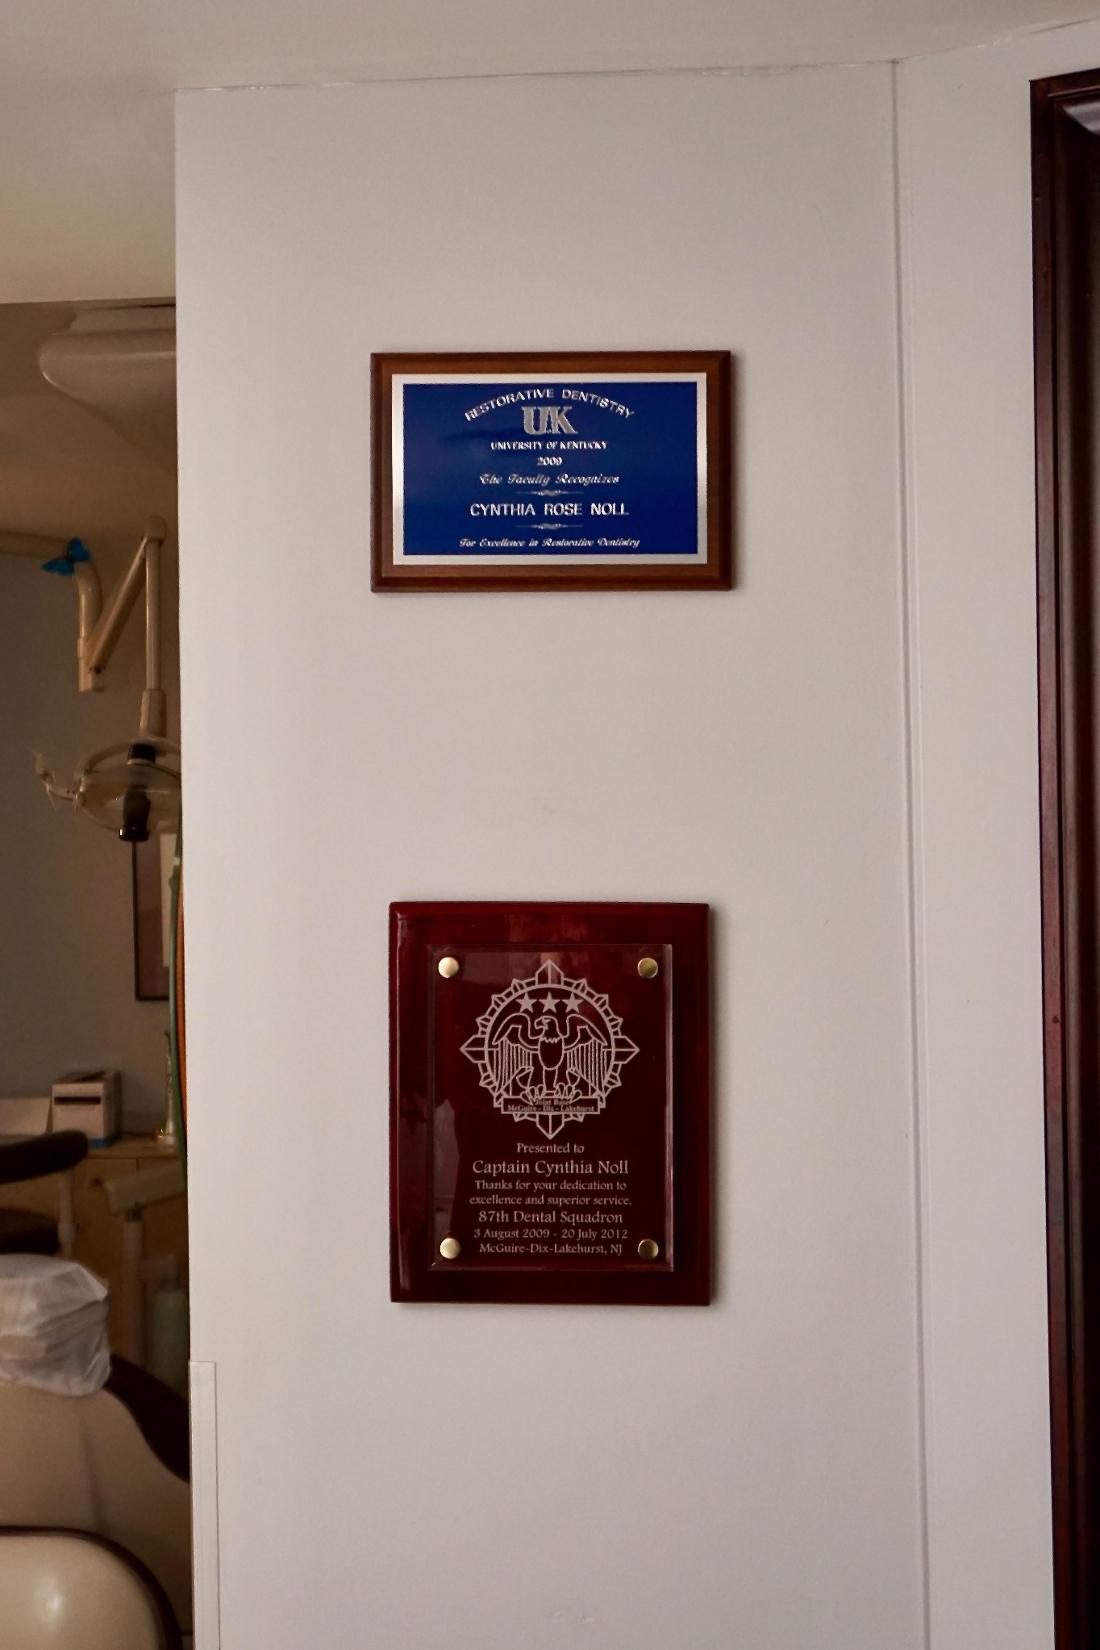 RESTORATIVE DENTISTRY
UK
UNIVERSITY OF KENTUCKY
2009
The Faculty Recognizes
CYNTHIA ROSE NOLL
For Excellence in Restorative Dentistry
Joint Base
McGuire - Dix - Lakehurst
Presented to
Captain Cynthia Noll
Thanks for your dedication to
excellence and superior service.
87th Dental Squadron
3 August 2009 - 20 July 2012
McGuire-Dix-Lakehurst, NJ